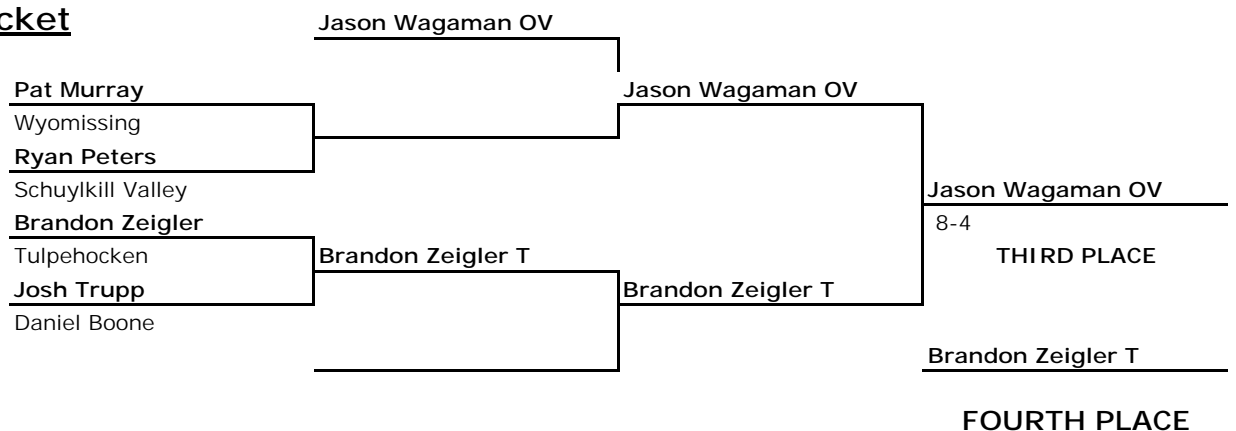 Jason Wagaman OV
Pat Murray
Jason Wagaman OV
Wyomissing
Ryan Peters
Schuylkill Valley
Jason Wagaman OV
Brandon Zeigler
8-4
Tulpehocken
Brandon Zeigler T
THIRD PLACE
Josh Trupp
Brandon Zeigler T
Daniel Boone
Brandon Zeigler T
FOURTH PLACE